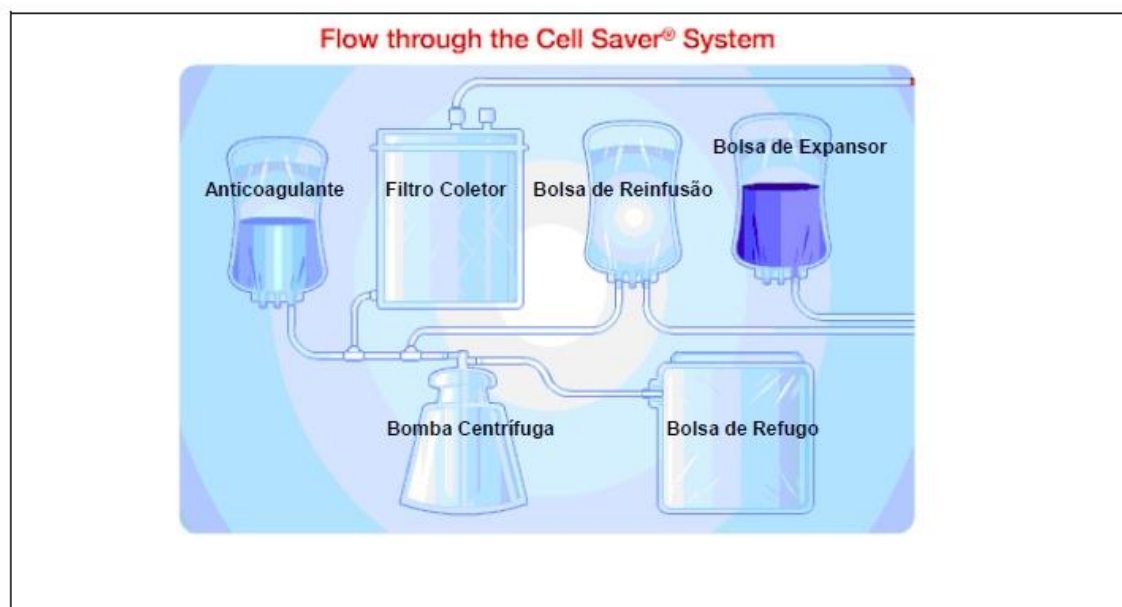 Flow through the Cell Saver® System
Bolsa de Expansor
Anticoagulante
Filtro Coletor
Bolsa de Reinfusão
Bomba Centrífuga
Bolsa de Refugo